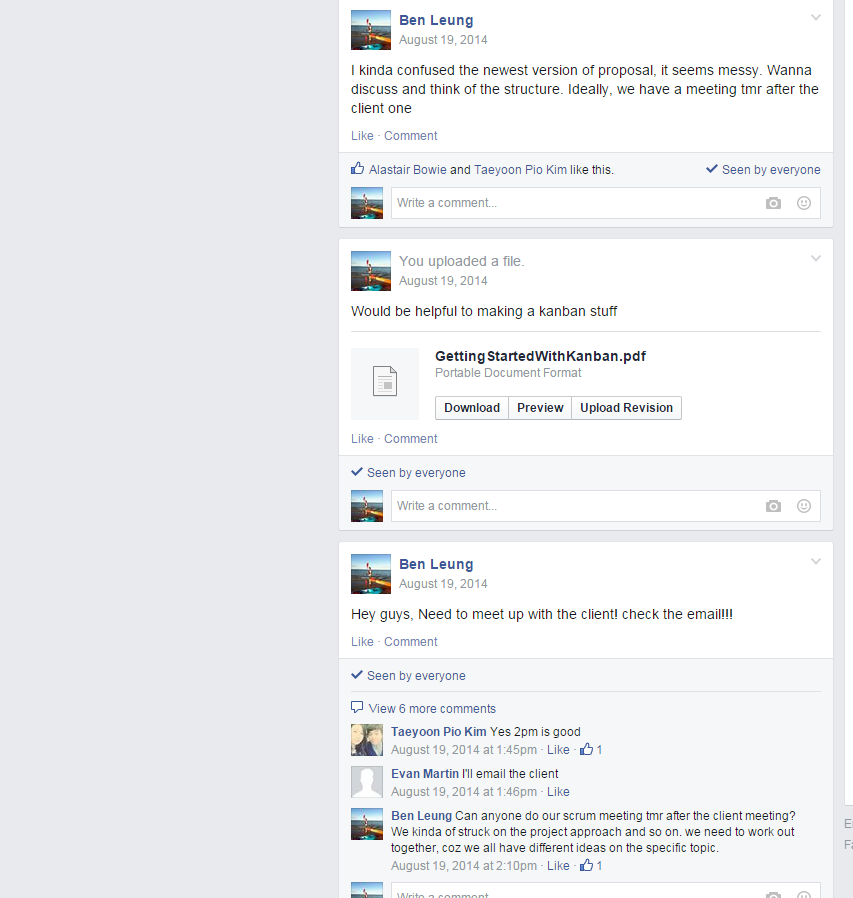 Ben Leung
August 19, 2014
I kinda confused the newest version of proposal, it seems messy. Wanna
discuss and think of the structure. Ideally, we have a meeting tmr after the
client one
Like · Comment
Alastair Bowie and Taeyoon Pio Kim like this. Seen by everyone
Write a comment...
You uploaded a file.
August 19, 2014
Would be helpful to making a kanban stuff
GettingStartedWithKanban.pdf
Portable Document Format
Download Preview Upload Revision
Like · Comment
Seen by everyone
Write a comment...
Ben Leung
August 19, 2014
Hey guys, Need to meet up with the client! check the email!!!
Like · Comment
Seen by everyone
View 6 more comments
Taeyoon Pio Kim Yes 2pm is good
August 19, 2014 at 1:45pm · Like · 1
Evan Martin I'll email the client
August 19, 2014 at 1:46pm · Like
Ben Leung Can anyone do our scrum meeting tmr after the client meeting?
We kinda of struck on the project approach and so on. we need to work out
together, coz we all have different ideas on the specific topic.
August 19, 2014 at 2:10pm · Like · 1
Write a comment